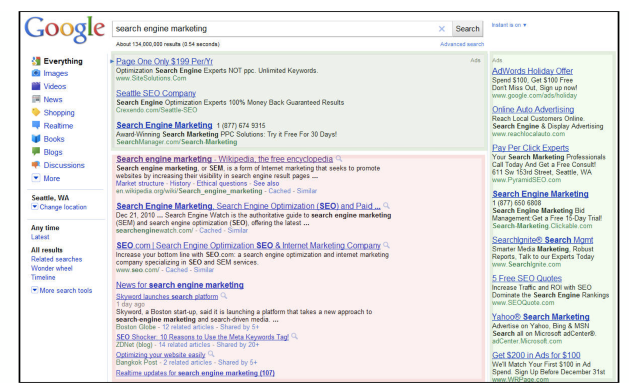 Google
search engine marketing
×
Search
Instant is on ▼
About 134,000,000 results (0.54 seconds)
Advanced search
Everything
Images
Videos
News
Shopping
Realtime
Books
Blogs
Discussions
More
Seattle, WA
Change location
Any time
Latest
All results
Related searches
Wonder wheel
Timeline
More search tools
Page One Only $199 Per/Yr
Ads
Optimization Search Engine Experts NOT ppc. Unlimited Keywords.
www.SiteSolutions.Com
Seattle SEO Company
Search Engine Optimization Experts 100% Money Back Guaranteed Results
Crexendo.com/Seattle-SEO
Search Engine Marketing 1 (877) 674 9315
Award-Winning Search Marketing PPC Solutions: Try it Free For 30 Days!
SearchManager.com/Search-Marketing
Search engine marketing - Wikipedia, the free encyclopedia
Search engine marketing, or SEM, is a form of Internet marketing that seeks to promote
websites by increasing their visibility in search engine result pages ...
Market structure - History - Ethical questions - See also
en.wikipedia.org/wiki/Search_engine_marketing - Cached - Similar
Search Engine Marketing, Search Engine Optimization (SEO) and Paid ...
Dec 21, 2010 ... Search Engine Watch is the authoritative guide to search engine marketing
(SEM) and search engine optimization (SEO), offering the latest ...
searchenginewatch.com/ - Cached - Similar
SEO.com | Search Engine Optimization SEO & Internet Marketing Company
Increase your bottom line with SEO.com: a search engine optimization and internet marketing
company specializing in SEO and SEM services.
www.seo.com/ - Cached - Similar
News for search engine marketing
Skyword launches search platform
1 day ago
Skyword, a Boston start-up, said it is launching a platform that takes a new approach to
search-engine marketing and search-driven media. ...
Boston Globe - 12 related articles - Shared by 5+
SEO Shocker: 10 Reasons to Use the Meta Keywords Tag!
ZDNet (blog) - 14 related articles - Shared by 20+
Optimizing your website easily
Bangkok Post - 2 related articles - Shared by 5+
Realtime updates for search engine marketing (107)
Ads
AdWords Holiday Offer
Spend $100, Get $100 Free
Don't Miss Out, Sign up now!
www.google.com/ads/holiday
Online Auto Advertising
Reach Local Customers Online.
Search Engine & Display Advertising
www.reachlocalauto.com
Pay Per Click Experts
Your Search Marketing Professionals
Call Today And Get a Free Consult!
611 Sw 153rd Street, Seattle, WA
www.PyramidSEO.com
Search Engine Marketing
1 (877) 650 6808
Search Engine Marketing Bid
Management Get a Free 15-Day Trial!
Search-Marketing.Clickable.com
SearchIgnite® Search Mgmt
Smarter Media Marketing, Robust
Reports, Talk to our Experts Today
www.SearchIgnite.com
5 Free SEO Quotes
Increase Traffic and ROI with SEO
Dominate the Search Engine Rankings
www.SEOQuote.com
Yahoo® Search Marketing
Advertise on Yahoo, Bing & MSN
Search all on Microsoft adCenter®.
adCenter.Microsoft.com
Get $200 in Ads for $100
We'll Match Your First $100 in Ad
Spend. Sign Up Before December 31st
www.WRPage.com